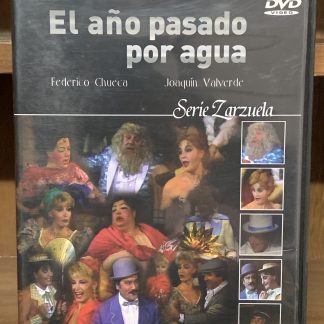 DVD
VIDEO
El año pasado
por agua
Federico Chueca Joaquín Valverde
Serie Zarzuela